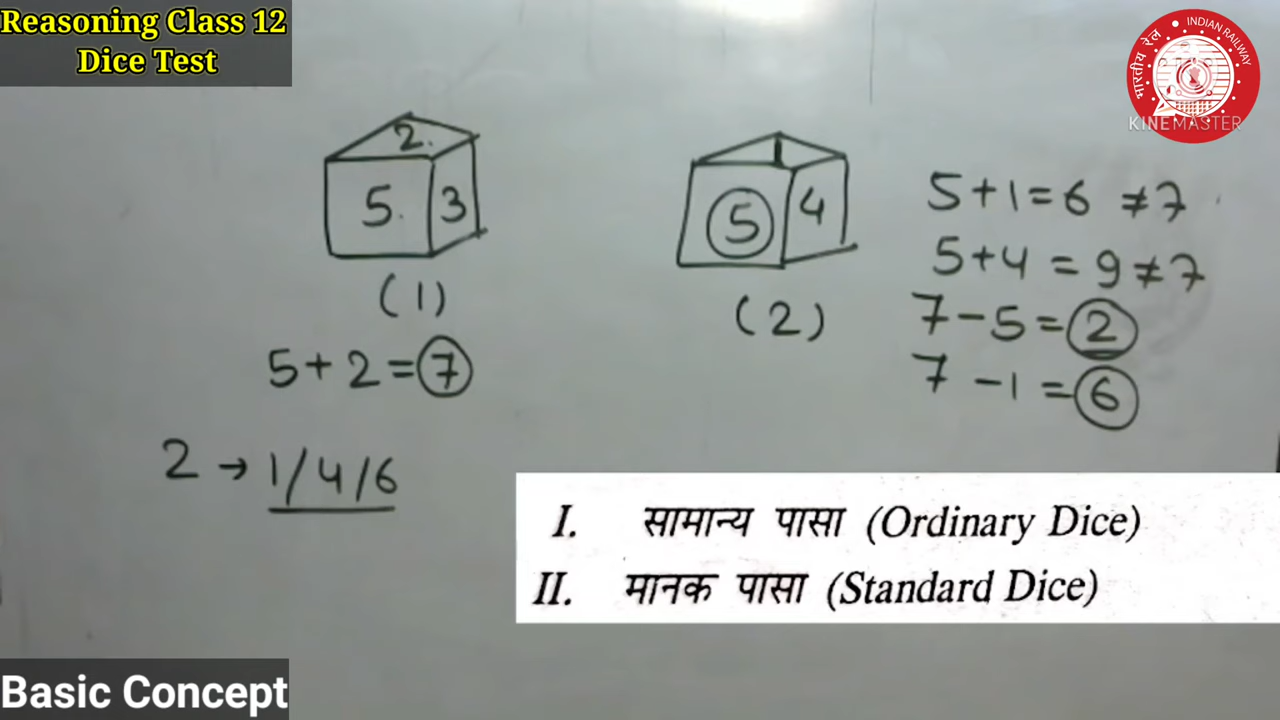 Reasoning Class 12
Dice Test
भारतीय रेल INDIAN RAILWAY
KINEMASTER
2.
5. 3
(1)
5+2=7
2→1/4/6
1
5 4
(2)
5+1=6 ≠7
5+4=9≠7
7-5=2
7-1=6
I. सामान्य पासा (Ordinary Dice)
II. मानक पासा (Standard Dice)
Basic Concept